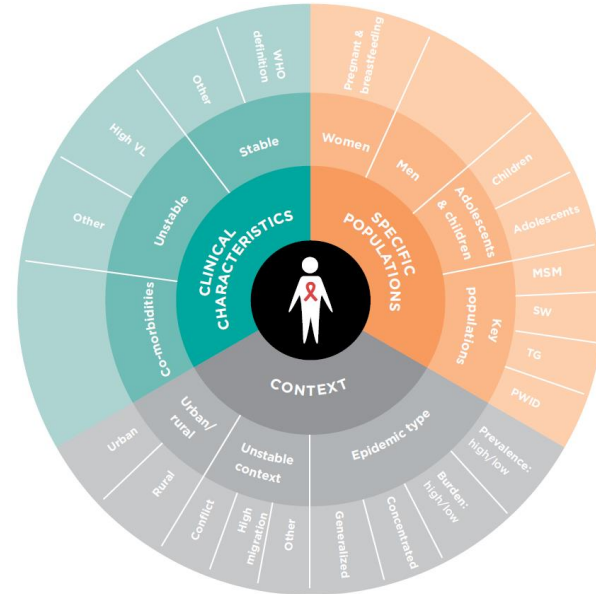 CLINICAL
CHARACTERISTICS
Stable
WHO
definition
Other
Unstable
High VL
Other
Co-morbidities
SPECIFIC
POPULATIONS
Women
Pregnant &
breastfeeding
Men
Adolescents
& children
Children
Adolescents
Key
populations
MSM
SW
TG
PWID
CONTEXT
Urban/
rural
Urban
Rural
Unstable
context
Conflict
High
migration
Other
Epidemic type
Generalized
Concentrated
Burden:
high/low
Prevalence:
high/low